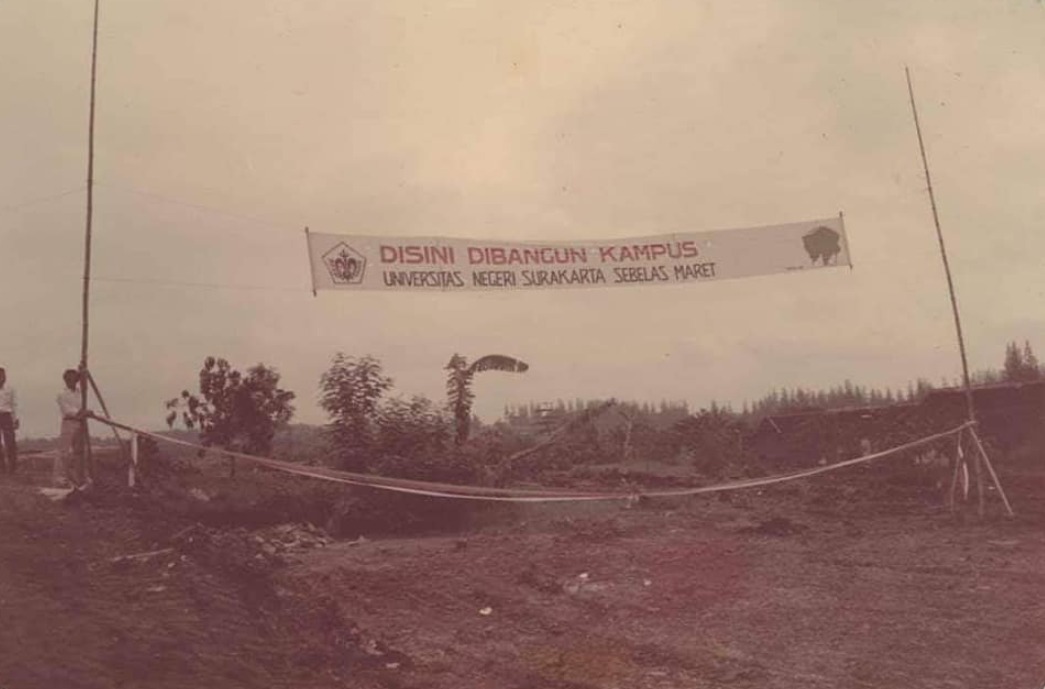 DISINI DIBANGUN KAMPUS
UNIVERSITAS NEGERI SURAKARTA SEBELAS MARET